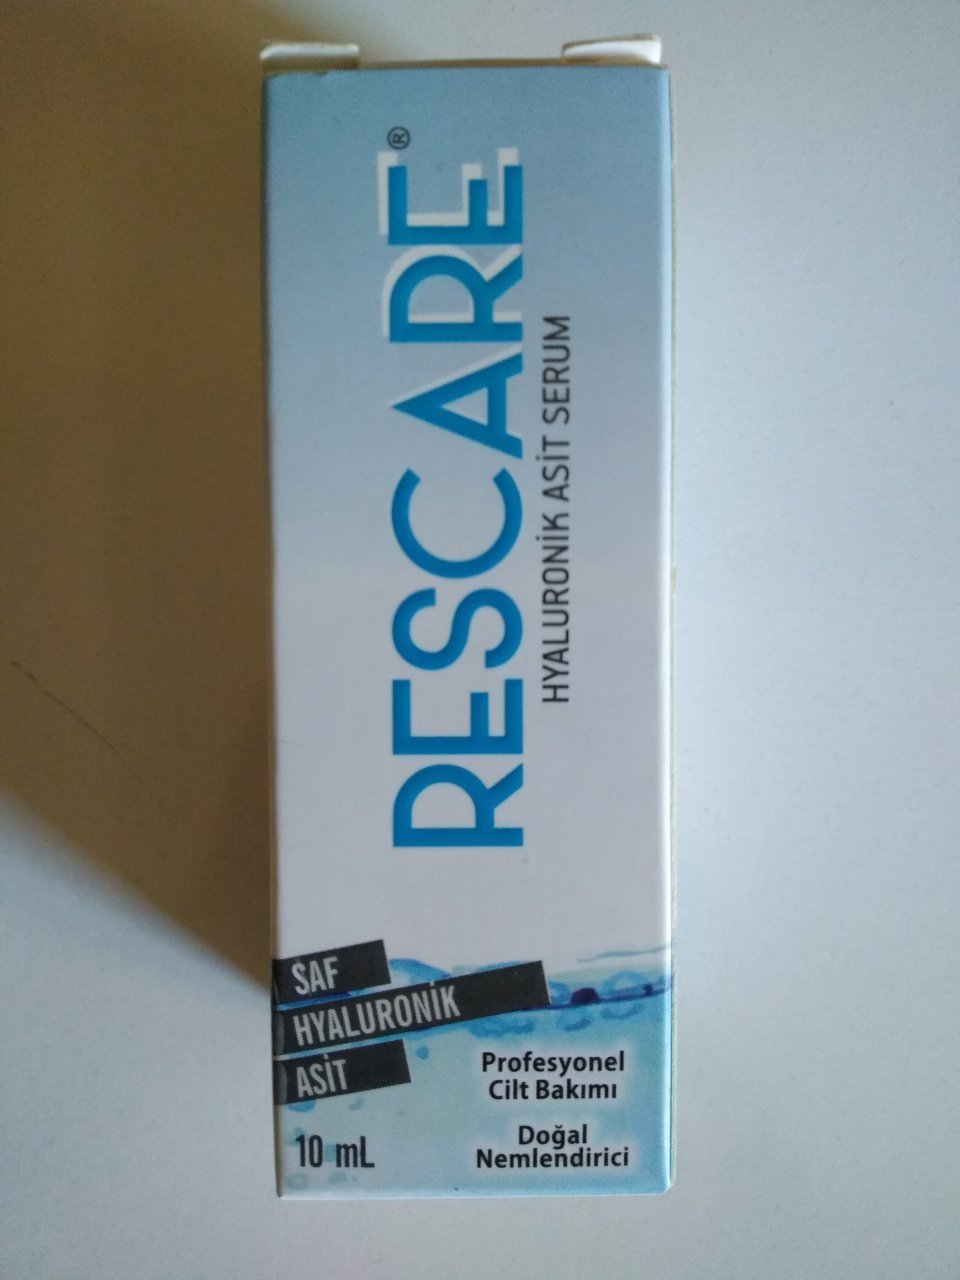 RESCARE®
HYALURONİK ASİT SERUM
SAF
HYALURONİK
ASİT
10 mL
Profesyonel
Cilt Bakımı
Doğal
Nemlendirici